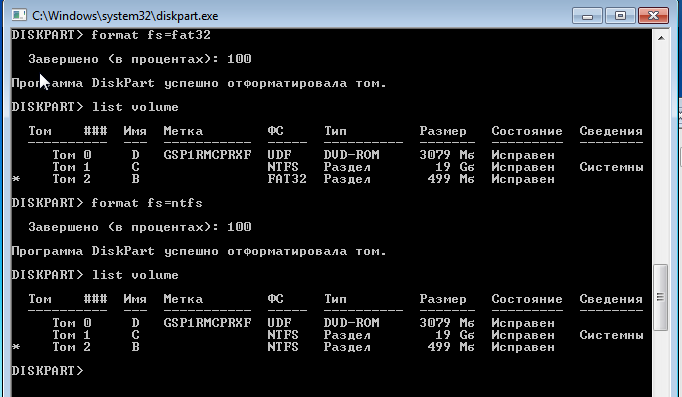 C:\Windows\system32\diskpart.exe
DISKPART> format fs=fat32
Завершено (в процентах): 100
Программа DiskPart успешно отформатировала том.
DISKPART> list volume
Том ### Имя Метка ФС Тип Размер Состояние Сведения
---------- --- ----------- ----- ---------- ------- --------- --------
Том 0 D GSP1RMCPRXF UDF DVD-ROM 3079 Mб Исправен
Том 1 C NTFS Раздел 19 Gб Исправен Системны
* Том 2 B FAT32 Раздел 499 Mб Исправен
DISKPART> format fs=ntfs
Завершено (в процентах): 100
Программа DiskPart успешно отформатировала том.
DISKPART> list volume
Том ### Имя Метка ФС Тип Размер Состояние Сведения
---------- --- ----------- ----- ---------- ------- --------- --------
Том 0 D GSP1RMCPRXF UDF DVD-ROM 3079 Mб Исправен
Том 1 C NTFS Раздел 19 Gб Исправен Системны
* Том 2 B NTFS Раздел 499 Mб Исправен
DISKPART>